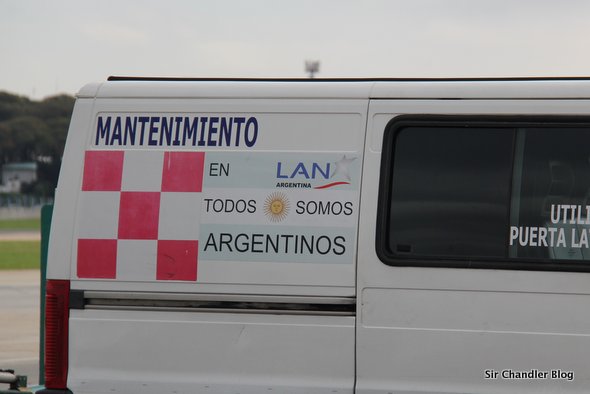 MANTENIMIENTO
EN LAN
ARGENTINA
TODOS SOMOS
ARGENTINOS
UTILI
PUERTA LA
Sir Chandler Blog